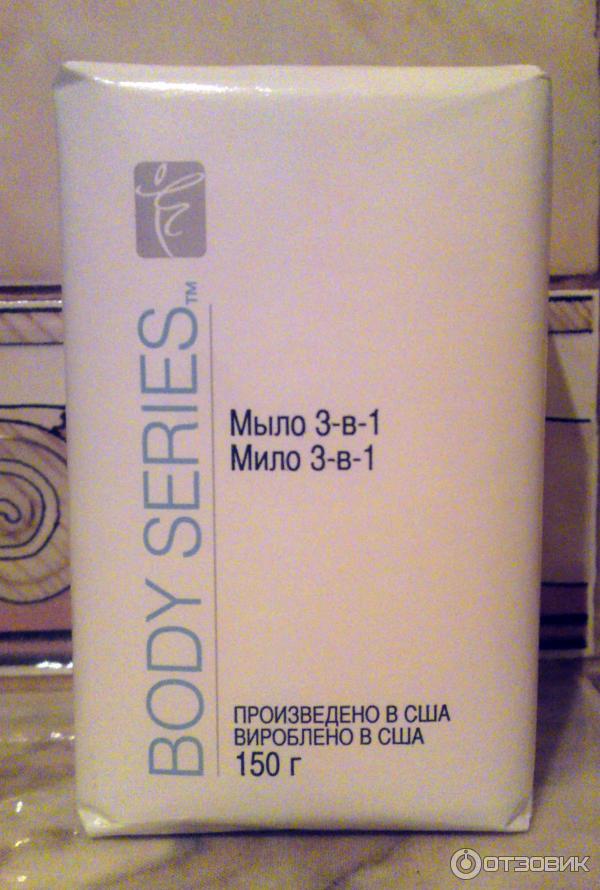 BODY SERIES™
Мыло 3-в-1
Мило 3-в-1
ПРОИЗВЕДЕНО В США
ВИРОБЛЕНО В США
150 г
ОТЗОВИК